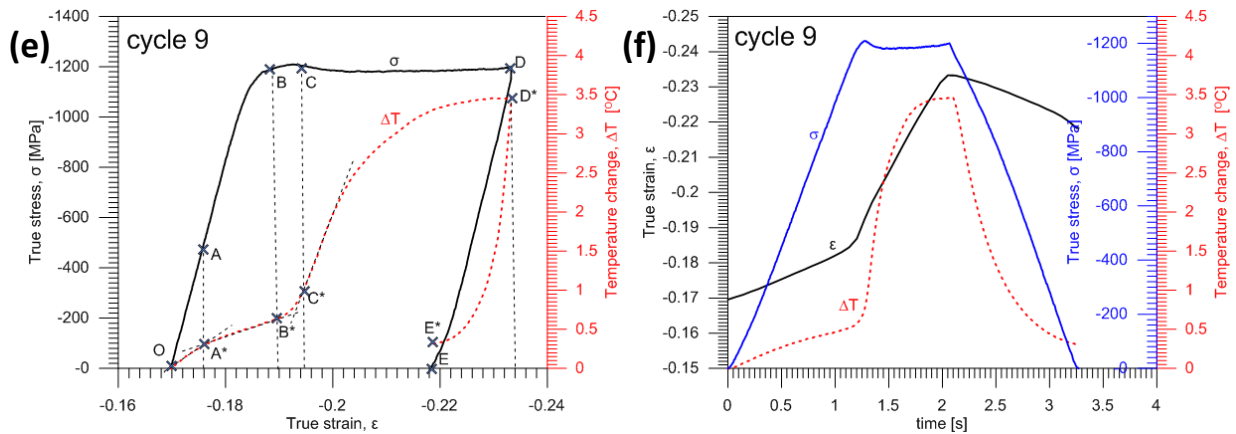 (e)
cycle 9
True stress, σ [MPa]
-1400
-1200
-1000
-800
-600
-400
-200
-0
σ
B
C
D
D*
ΔT
A
O
A*
B*
C*
E*
E
-0.16
-0.18
-0.2
-0.22
-0.24
True strain, ε
4.5
4
3.5
3
2.5
2
1.5
1
0.5
0
Temperature change, ΔT [°C]
(f)
cycle 9
True strain, ε
-0.25
-0.24
-0.23
-0.22
-0.21
-0.2
-0.19
-0.18
-0.17
-0.16
-0.15
σ
ε
ΔT
0
0.5
1
1.5
2
2.5
3
3.5
4
time [s]
-1200
-1000
-800
-600
-400
-200
-0
True stress, σ [MPa]
4.5
4
3.5
3
2.5
2
1.5
1
0.5
0
Temperature change, ΔT [°C]